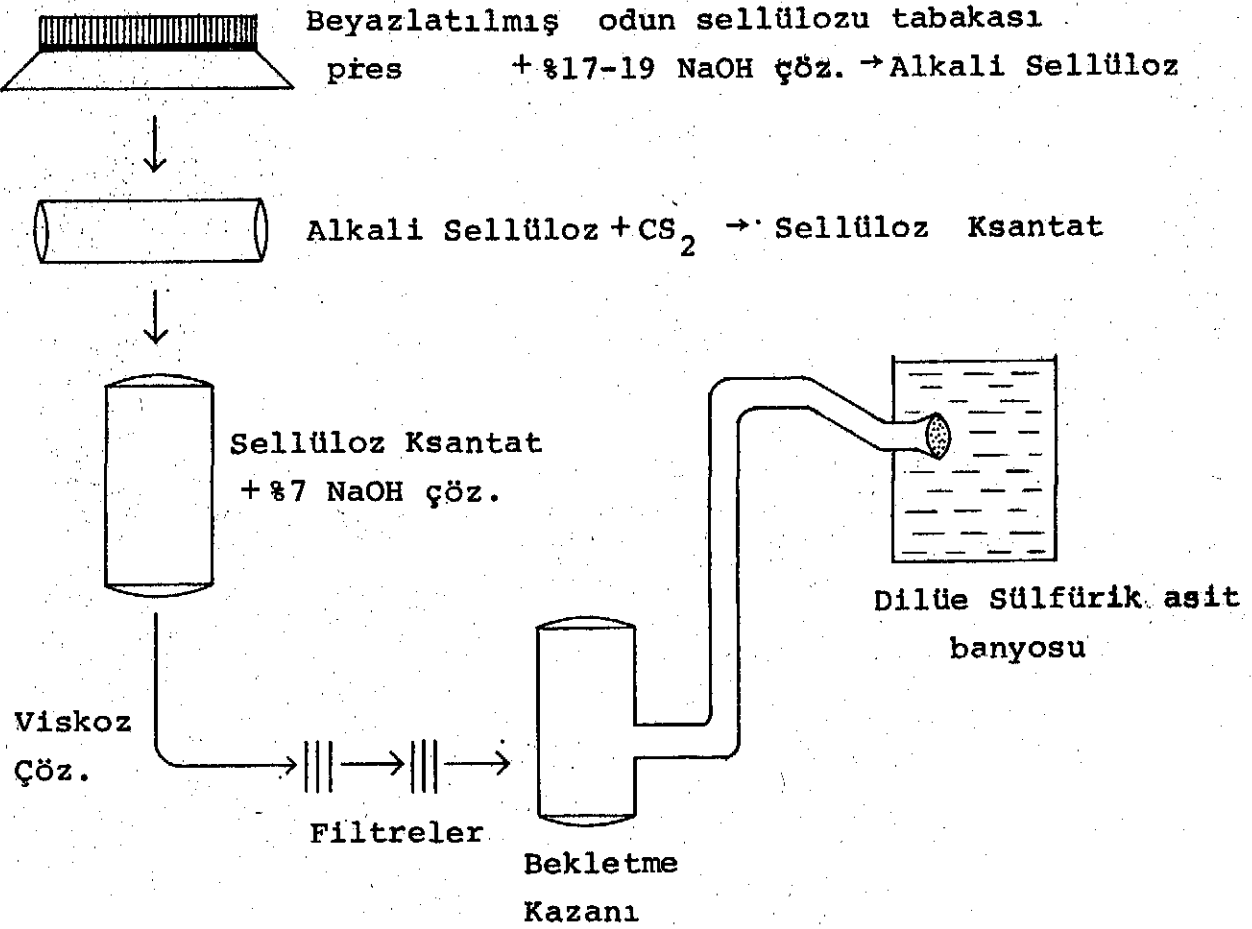 Beyazlatılmış odun sellülozu tabakası
pres + %17-19 NaOH çöz. → Alkali Sellüloz
Alkali Sellüloz + CS₂ → Sellüloz Ksantat
Sellüloz Ksantat
+ %7 NaOH çöz.
Dilüe Sülfürik asit
banyosu
Viskoz
Çöz.
Filtreler
Bekletme
Kazanı